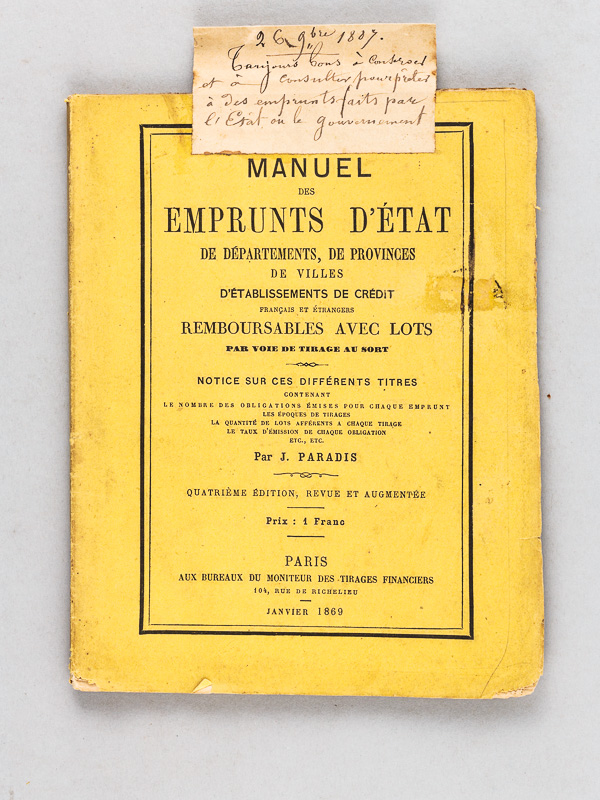 26 9bre 1887.
Toujours bons à conserver
et à consulter pour prêter
à des emprunts faits par
l'État ou le gouvernement
MANUEL
DES
EMPRUNTS D'ÉTAT
DE DÉPARTEMENTS, DE PROVINCES
DE VILLES
D'ÉTABLISSEMENTS DE CRÉDIT
FRANÇAIS ET ÉTRANGERS
REMBOURSABLES AVEC LOTS
PAR VOIE DE TIRAGE AU SORT
NOTICE SUR CES DIFFÉRENTS TITRES
CONTENANT
LE NOMBRE DES OBLIGATIONS ÉMISES POUR CHAQUE EMPRUNT
LES ÉPOQUES DE TIRAGES
LA QUANTITÉ DE LOTS AFFÉRENTS A CHAQUE TIRAGE
LE TAUX D'ÉMISSION DE CHAQUE OBLIGATION
ETC., ETC.
Par J. PARADIS
QUATRIÈME ÉDITION, REVUE ET AUGMENTÉE
Prix : 1 Franc
PARIS
AUX BUREAUX DU MONITEUR DES TIRAGES FINANCIERS
104, RUE DE RICHELIEU
JANVIER 1869